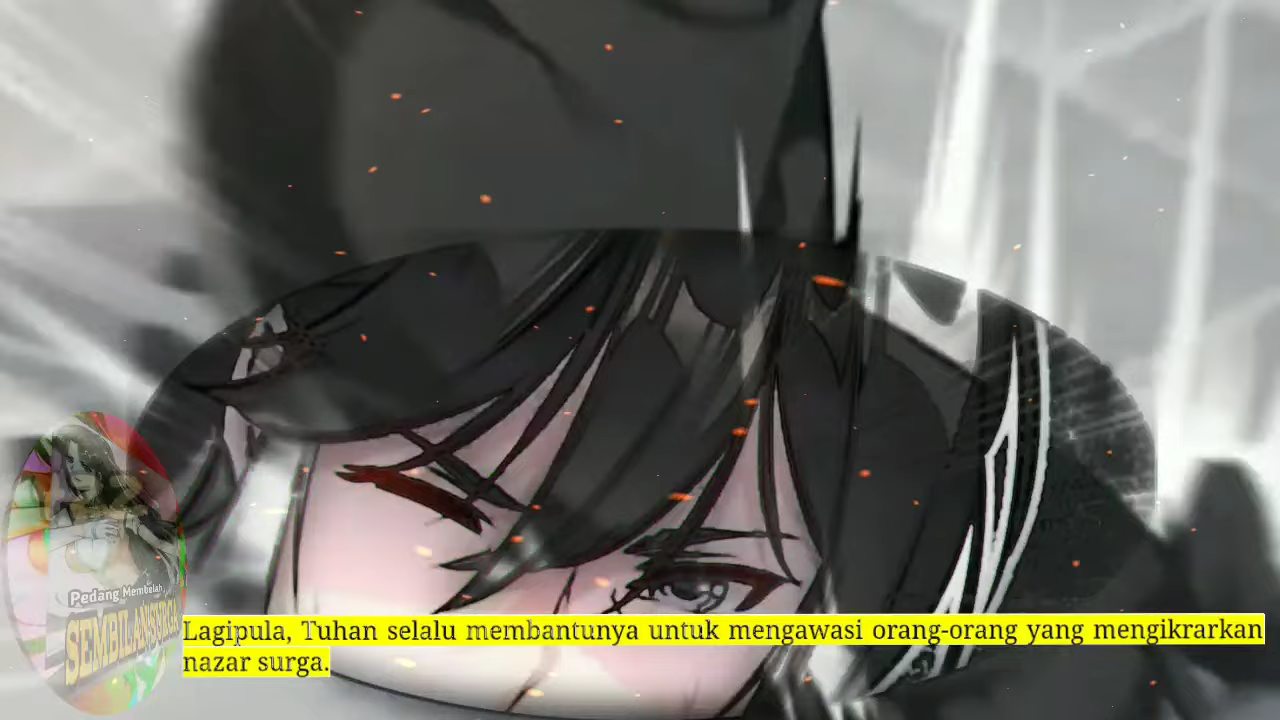 Pedang Membelah
SEMBILAN SURGA
Lagipula, Tuhan selalu membantunya untuk mengawasi orang-orang yang mengikrarkan
nazar surga.